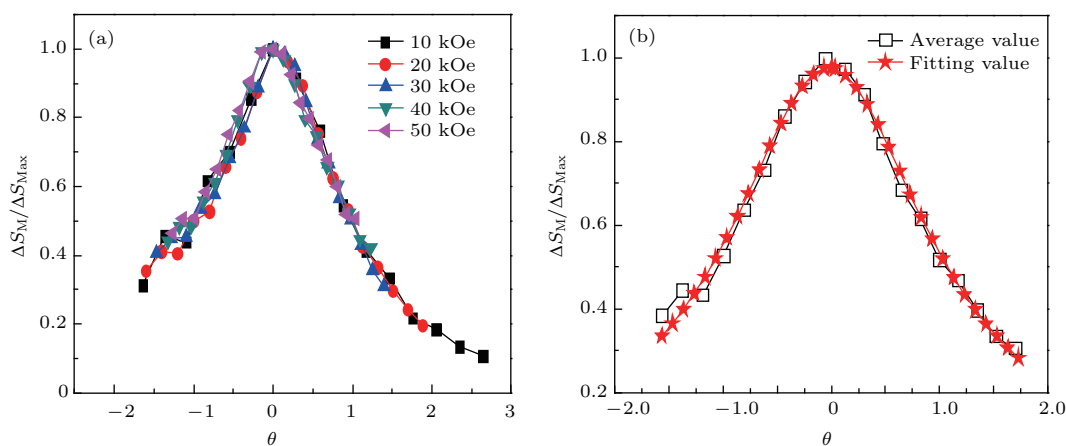 (a)
10 kOe
20 kOe
30 kOe
40 kOe
50 kOe
1.0
0.8
0.6
0.4
0.2
0
ΔS_M/ΔS_Max
−2
−1
0
1
2
3
θ
(b)
Average value
Fitting value
1.0
0.8
0.6
0.4
0.2
ΔS_M/ΔS_Max
−2.0
−1.0
0
1.0
2.0
θ